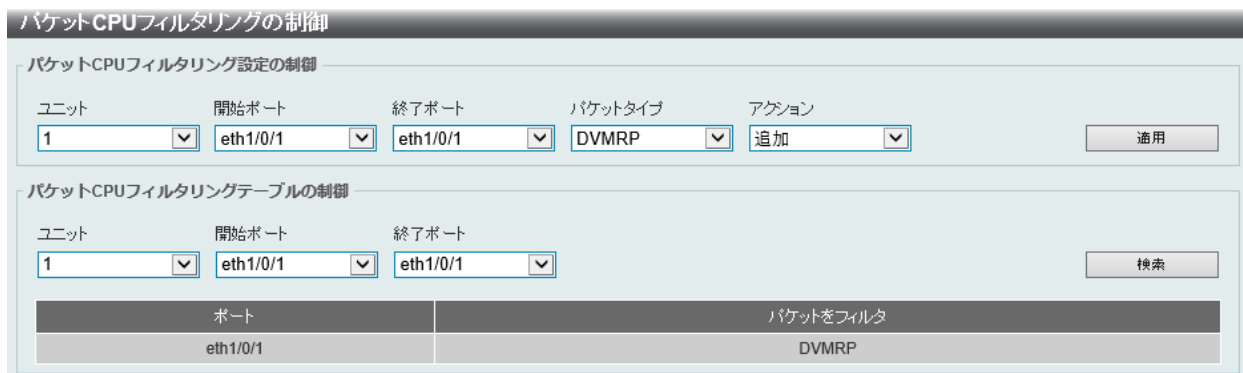 パケットCPUフィルタリングの制御
パケットCPUフィルタリング設定の制御
ユニット 開始ポート 終了ポート パケットタイプ アクション
1 eth1/0/1 eth1/0/1 DVMRP 追加 適用
パケットCPUフィルタリングテーブルの制御
ユニット 開始ポート 終了ポート
1 eth1/0/1 eth1/0/1 検索
ポート パケットをフィルタ
eth1/0/1 DVMRP